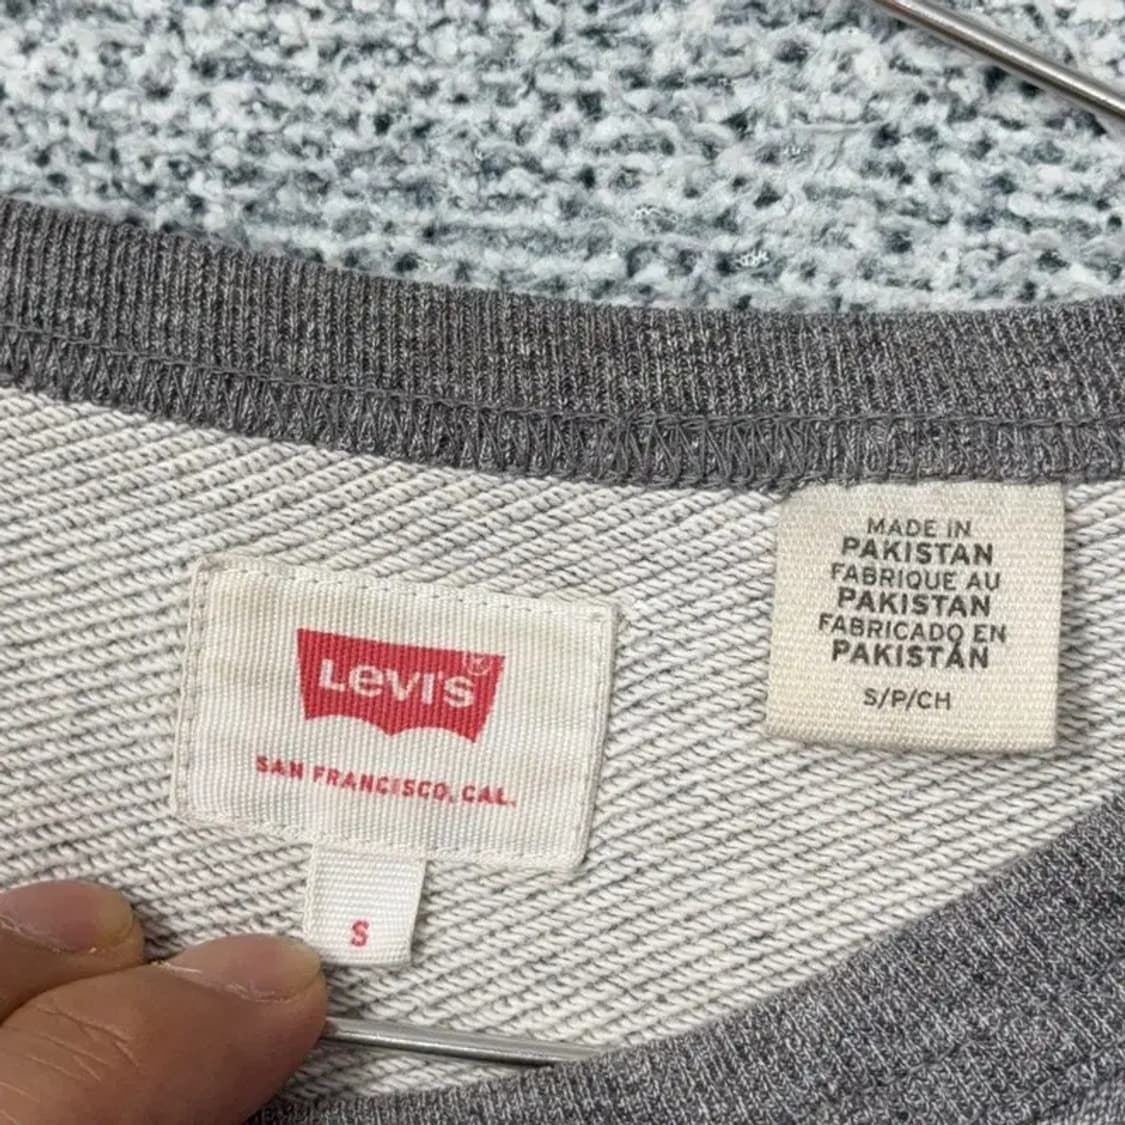 Levi's®
SAN FRANCISCO, CAL.
S
MADE IN
PAKISTAN
FABRIQUE AU
PAKISTAN
FABRICADO EN
PAKISTÁN
S/P/CH